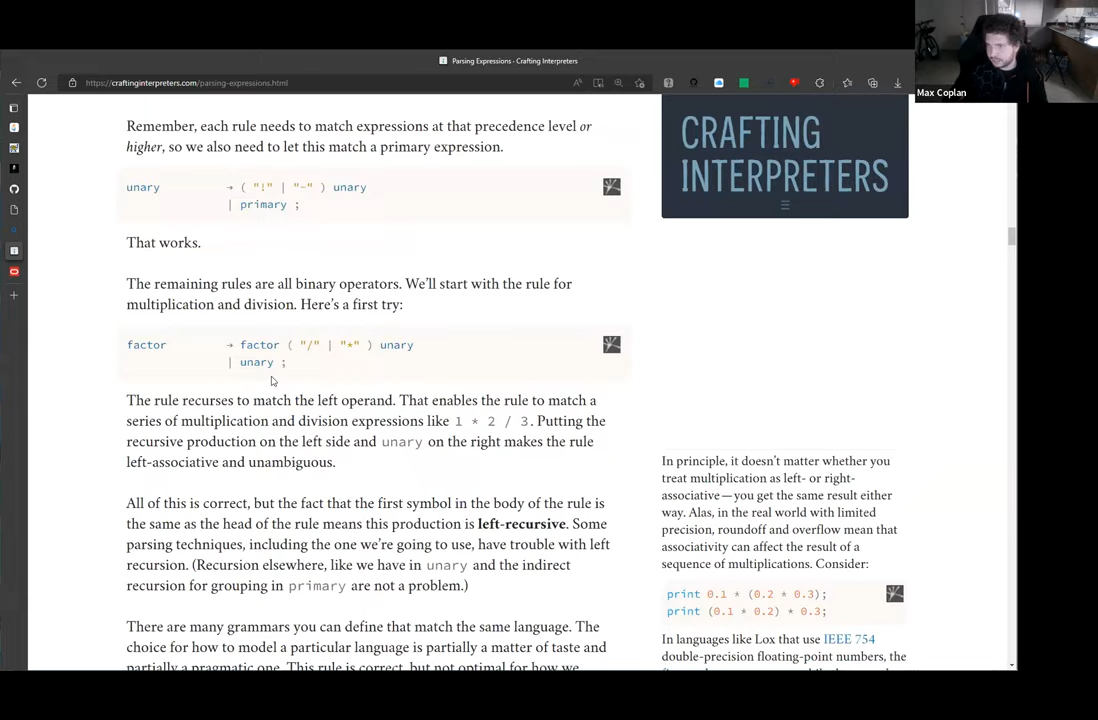 Parsing Expressions - Crafting Interpreters
https://craftinginterpreters.com/parsing-expressions.html
Max Coplan
Remember, each rule needs to match expressions at that precedence level or
higher, so we also need to let this match a primary expression.
unary → ( "!" | "-" ) unary
| primary ;
That works.
The remaining rules are all binary operators. We'll start with the rule for
multiplication and division. Here's a first try:
factor → factor ( "/" | "*" ) unary
| unary ;
The rule recurses to match the left operand. That enables the rule to match a
series of multiplication and division expressions like 1 * 2 / 3. Putting the
recursive production on the left side and unary on the right makes the rule
left-associative and unambiguous.
All of this is correct, but the fact that the first symbol in the body of the rule is
the same as the head of the rule means this production is left-recursive. Some
parsing techniques, including the one we're going to use, have trouble with left
recursion. (Recursion elsewhere, like we have in unary and the indirect
recursion for grouping in primary are not a problem.)
There are many grammars you can define that match the same language. The
choice for how to model a particular language is partially a matter of taste and
partially a pragmatic one. This rule is correct, but not optimal for how we
CRAFTING
INTERPRETERS
In principle, it doesn't matter whether you
treat multiplication as left- or right-
associative—you get the same result either
way. Alas, in the real world with limited
precision, roundoff and overflow mean that
associativity can affect the result of a
sequence of multiplications. Consider:
print 0.1 * (0.2 * 0.3);
print (0.1 * 0.2) * 0.3;
In languages like Lox that use IEEE 754
double-precision floating-point numbers, the